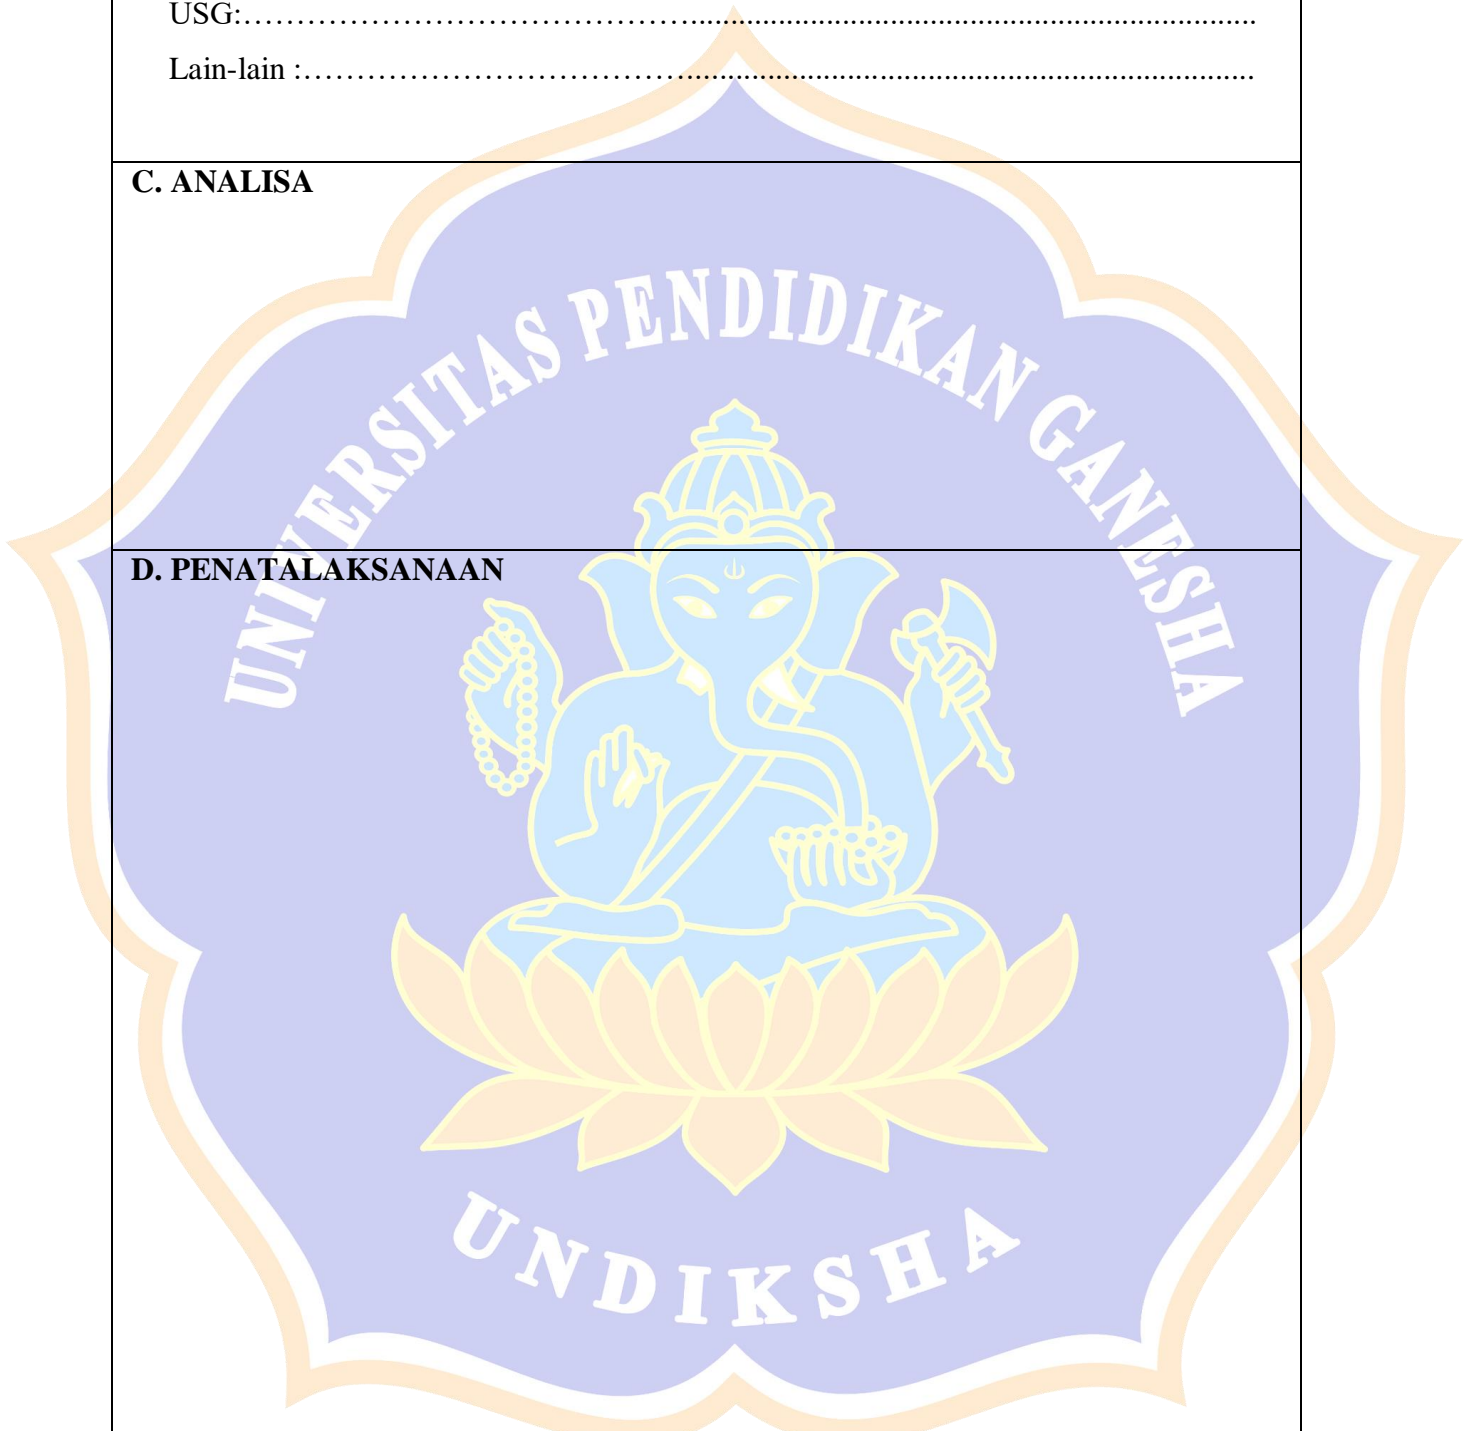 USG:……………………………………......................................................................
Lain-lain :………………………………......................................................................
C. ANALISA
UNIVERSITAS PENDIDIKAN GANESHA
D. PENATALAKSANAAN
UNDIKSHA